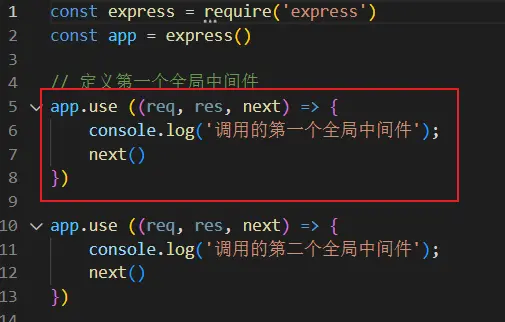 1 const express = require('express')
2 const app = express()
3
4 // 定义第一个全局中间件
5 app.use ((req, res, next) => {
6 console.log('调用的第一个全局中间件');
7 next()
8 })
9
10 app.use ((req, res, next) => {
11 console.log('调用的第二个全局中间件');
12 next()
13 })